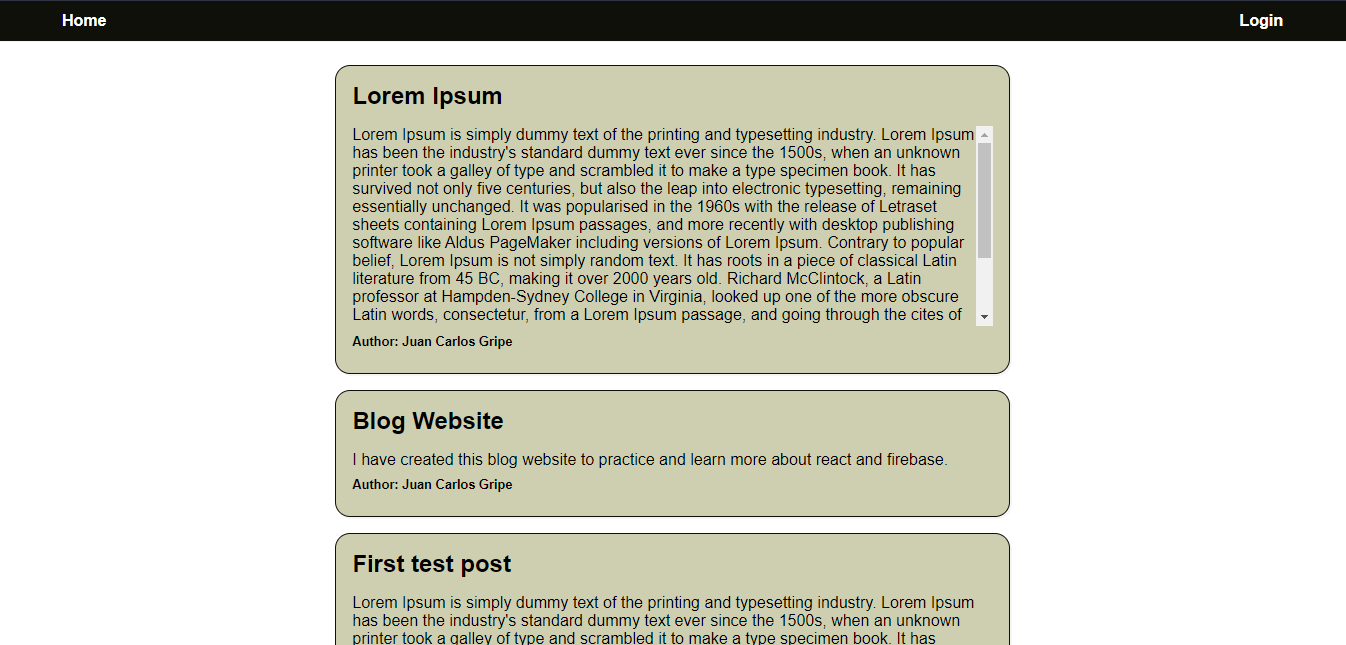 Home
Login
Lorem Ipsum
Lorem Ipsum is simply dummy text of the printing and typesetting industry. Lorem Ipsum
has been the industry's standard dummy text ever since the 1500s, when an unknown
printer took a galley of type and scrambled it to make a type specimen book. It has
survived not only five centuries, but also the leap into electronic typesetting, remaining
essentially unchanged. It was popularised in the 1960s with the release of Letraset
sheets containing Lorem Ipsum passages, and more recently with desktop publishing
software like Aldus PageMaker including versions of Lorem Ipsum. Contrary to popular
belief, Lorem Ipsum is not simply random text. It has roots in a piece of classical Latin
literature from 45 BC, making it over 2000 years old. Richard McClintock, a Latin
professor at Hampden-Sydney College in Virginia, looked up one of the more obscure
Latin words, consectetur, from a Lorem Ipsum passage, and going through the cites of
Author: Juan Carlos Gripe
Blog Website
I have created this blog website to practice and learn more about react and firebase.
Author: Juan Carlos Gripe
First test post
Lorem Ipsum is simply dummy text of the printing and typesetting industry. Lorem Ipsum
has been the industry's standard dummy text ever since the 1500s, when an unknown
printer took a galley of type and scrambled it to make a type specimen book. It has